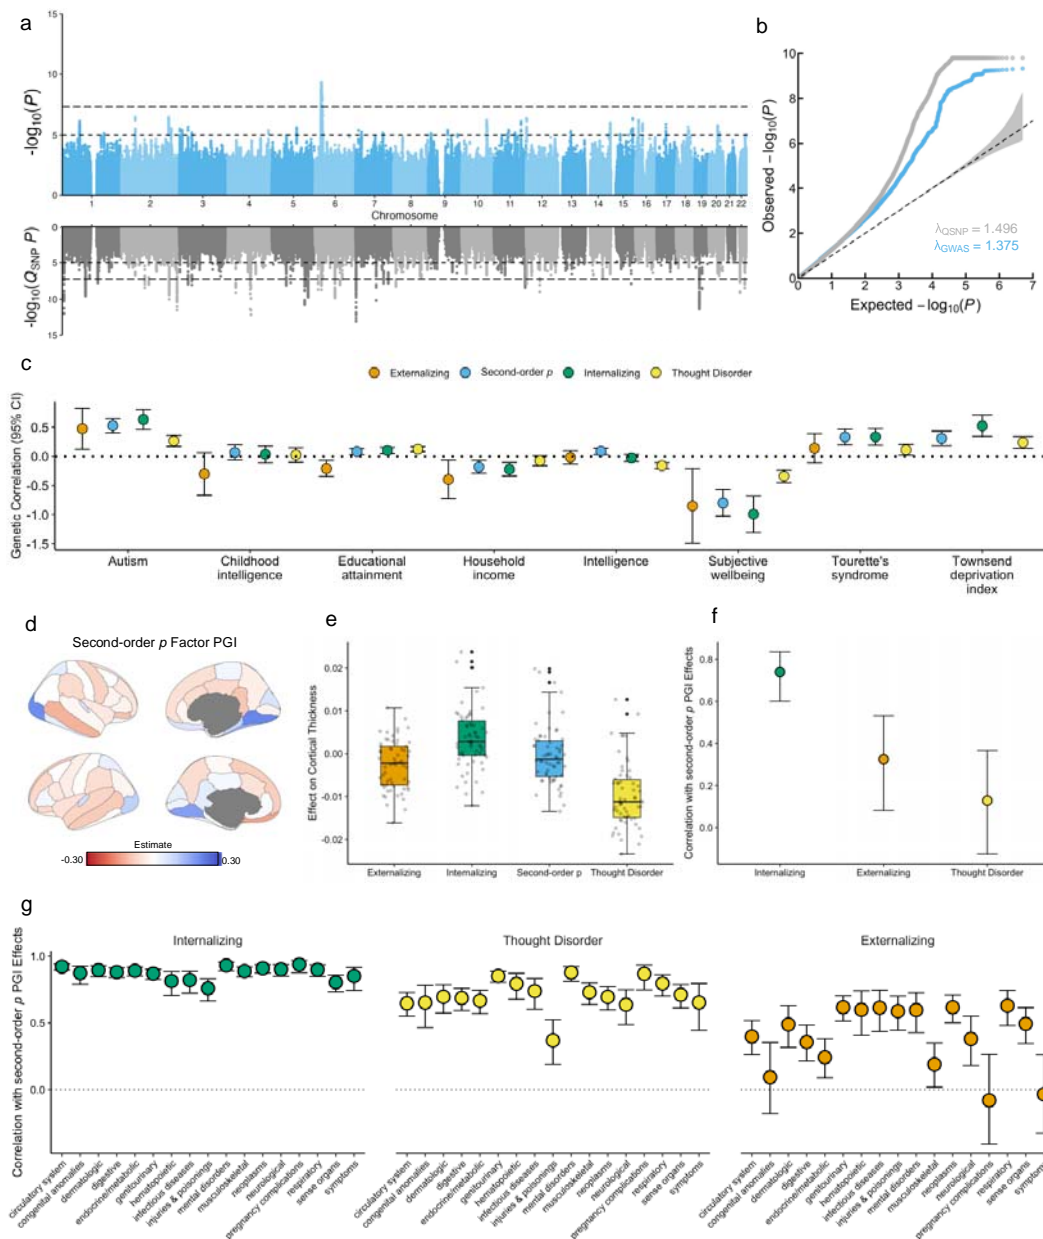 a
15
10
5
0
-log10(P)
1 2 3 4 5 6 7 8 9 10 11 12 13 14 15 16 17 18 19 20 21 22
Chromosome
0
5
10
15
-log10(QSNP P)
b
10
8
6
4
2
0
Observed −log10(P)
λQSNP = 1.496
λGWAS = 1.375
0 1 2 3 4 5 6 7
Expected −log10(P)
c
Externalizing Second-order p Internalizing Thought Disorder
Genetic Correlation (95% CI)
0.5
0.0
-0.5
-1.0
-1.5
Autism
Childhood intelligence
Educational attainment
Household income
Intelligence
Subjective wellbeing
Tourette's syndrome
Townsend deprivation index
d
Second-order p Factor PGI
Estimate
-0.30 0.30
e
Effect on Cortical Thickness
0.02
0.01
0.00
-0.01
-0.02
Externalizing Internalizing Second-order p Thought Disorder
f
Correlation with second-order p PGI Effects
0.8
0.6
0.4
0.2
0.0
Internalizing Externalizing Thought Disorder
g
Correlation with second-order p PGI Effects
1.0
0.5
0.0
Internalizing
Thought Disorder
Externalizing
circulatory system
congenital anomalies
dermatologic
digestive
endocrine/metabolic
genitourinary
hematopoietic
infectious diseases
injuries & poisonings
mental disorders
musculoskeletal
neoplasms
neurological
pregnancy complications
respiratory
sense organs
symptoms
circulatory system
congenital anomalies
dermatologic
digestive
endocrine/metabolic
genitourinary
hematopoietic
infectious diseases
injuries & poisonings
mental disorders
musculoskeletal
neoplasms
neurological
pregnancy complications
respiratory
sense organs
symptoms
circulatory system
congenital anomalies
dermatologic
digestive
endocrine/metabolic
genitourinary
hematopoietic
infectious diseases
injuries & poisonings
mental disorders
musculoskeletal
neoplasms
neurological
pregnancy complications
respiratory
sense organs
symptoms